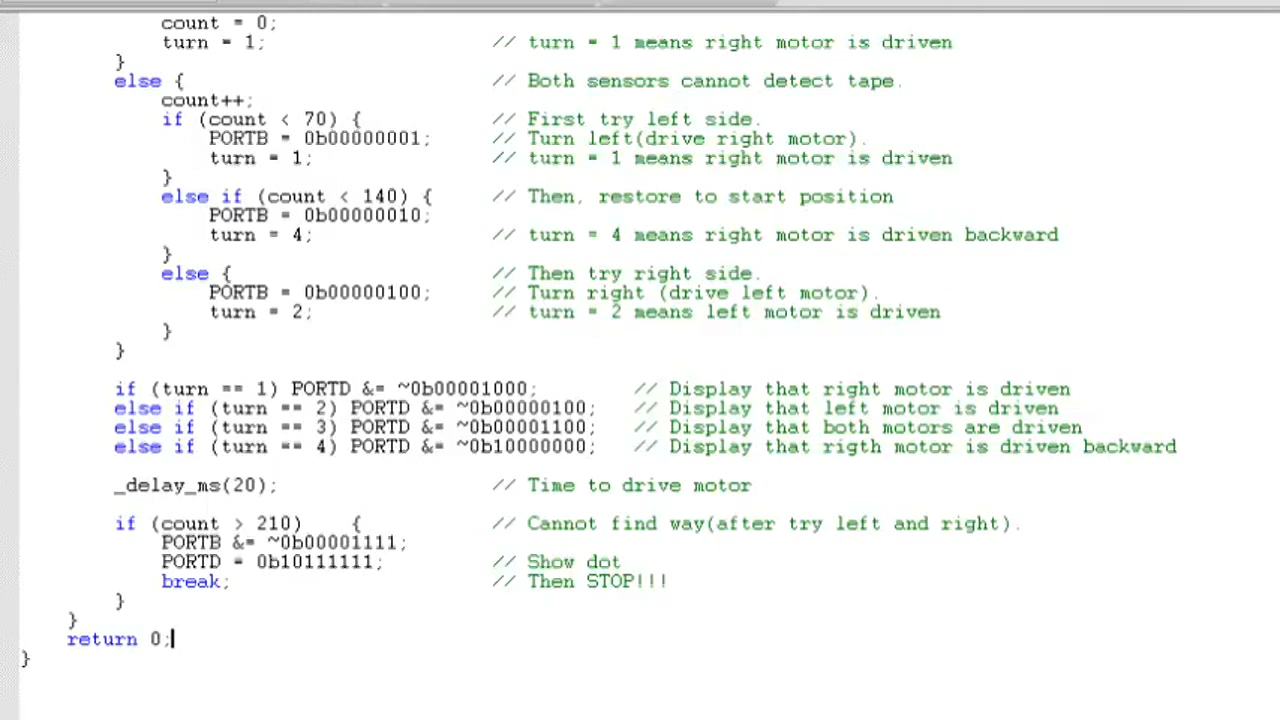 count = 0;
turn = 1; // turn = 1 means right motor is driven
}
else { // Both sensors cannot detect tape.
count++;
if (count < 70) { // First try left side.
PORTB = 0b00000001; // Turn left(drive right motor).
turn = 1; // turn = 1 means right motor is driven
}
else if (count < 140) { // Then, restore to start position
PORTB = 0b00000010;
turn = 4; // turn = 4 means right motor is driven backward
}
else { // Then try right side.
PORTB = 0b00000100; // Turn right (drive left motor).
turn = 2; // turn = 2 means left motor is driven
}
}
if (turn == 1) PORTD &= ~0b00001000; // Display that right motor is driven
else if (turn == 2) PORTD &= ~0b00000100; // Display that left motor is driven
else if (turn == 3) PORTD &= ~0b00001100; // Display that both motors are driven
else if (turn == 4) PORTD &= ~0b10000000; // Display that rigth motor is driven backward
_delay_ms(20); // Time to drive motor
if (count > 210) { // Cannot find way(after try left and right).
PORTB &= ~0b00001111;
PORTD = 0b10111111; // Show dot
break; // Then STOP!!!
}
}
return 0;
}